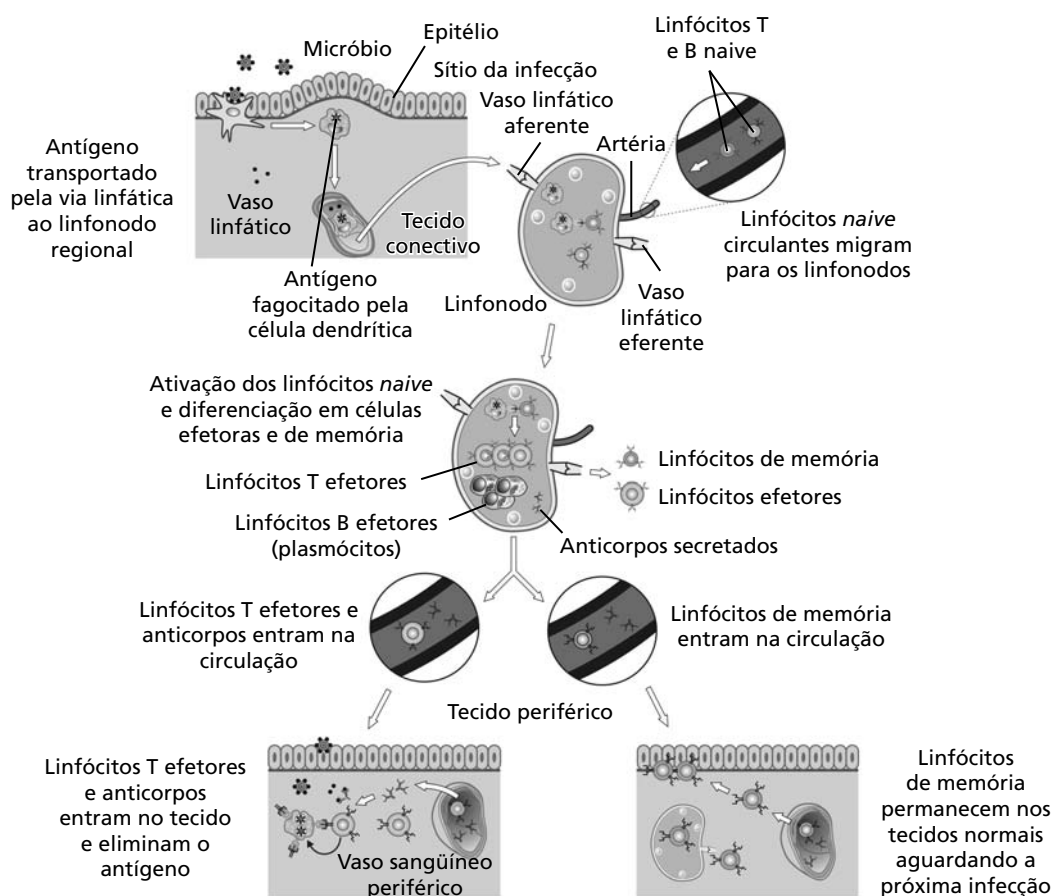 Micróbio
Epitélio
Sítio da infecção
Vaso linfático
aferente
Linfócitos T
e B naive
Artéria
Antígeno
transportado
pela via linfática
ao linfonodo
regional
Vaso
linfático
Tecido
conectivo
Antígeno
fagocitado pela
célula dendrítica
Linfonodo
Vaso
linfático
eferente
Linfócitos naive
circulantes migram
para os linfonodos
Ativação dos linfócitos naive
e diferenciação em células
efetoras e de memória
Linfócitos T efetores
Linfócitos B efetores
(plasmócitos)
Linfócitos de memória
Linfócitos efetores
Anticorpos secretados
Linfócitos T efetores e
anticorpos entram na
circulação
Linfócitos de memória
entram na circulação
Tecido periférico
Linfócitos T efetores
e anticorpos
entram no tecido
e eliminam o
antígeno
Vaso sangüíneo
periférico
Linfócitos
de memória
permanecem nos
tecidos normais
aguardando a
próxima infecção